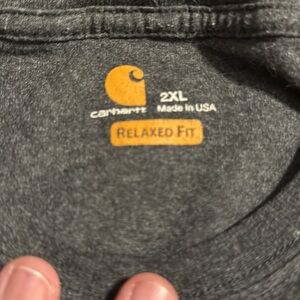 carhartt
2XL
Made in USA
RELAXED FIT